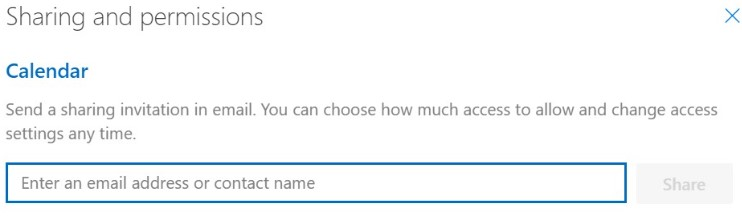 Sharing and permissions
Calendar
Send a sharing invitation in email. You can choose how much access to allow and change access
settings any time.
Enter an email address or contact name
Share